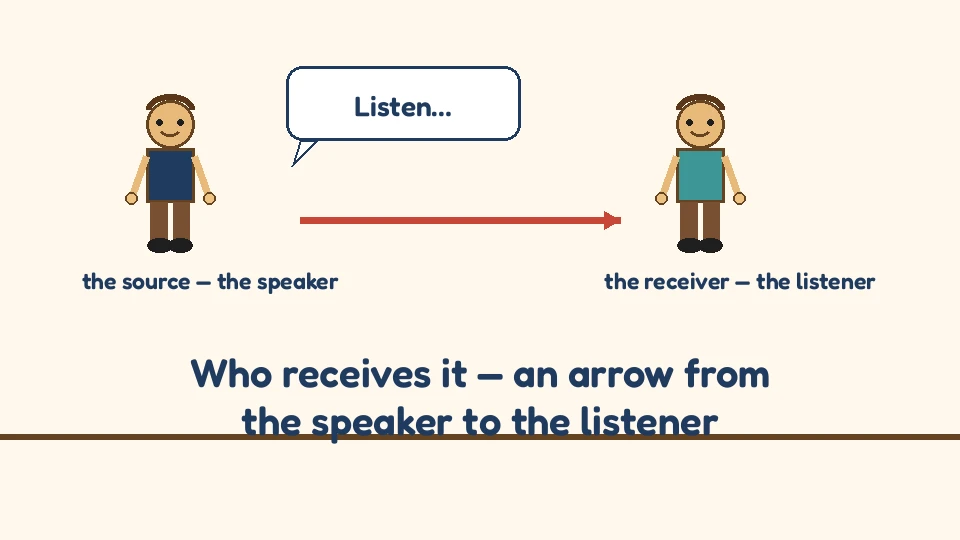 Listen...
the source — the speaker
the receiver — the listener
Who receives it — an arrow from
the speaker to the listener